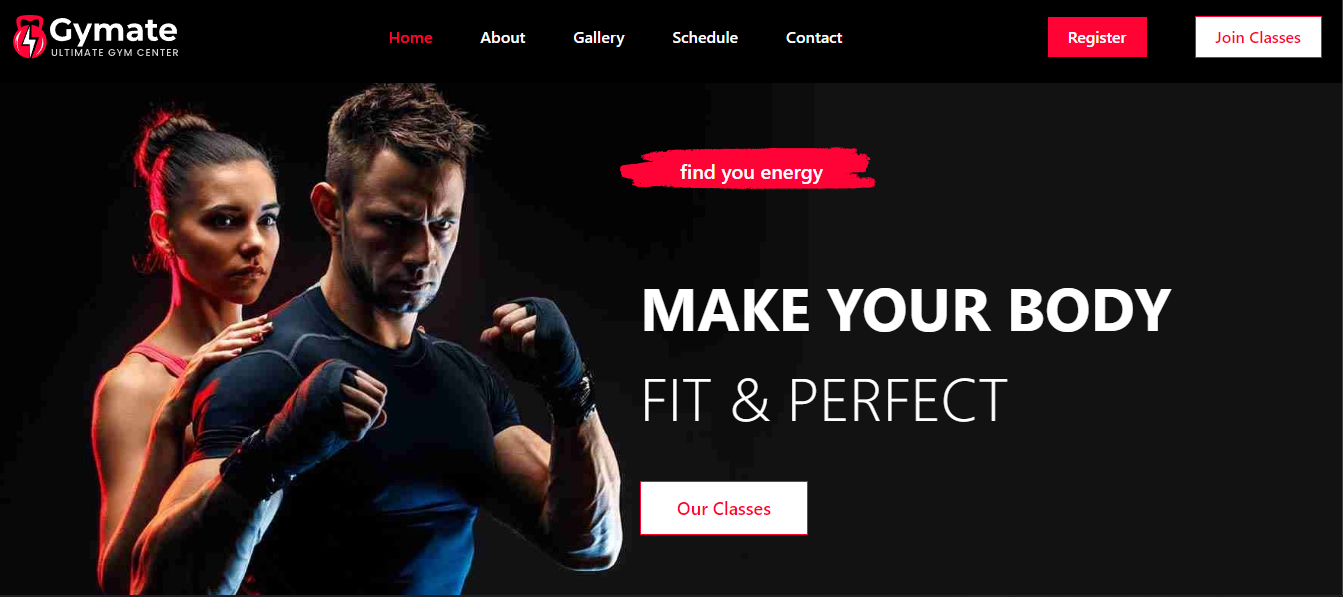 Gymate
ULTIMATE GYM CENTER
Home About Gallery Schedule Contact Register Join Classes
find you energy
MAKE YOUR BODY
FIT & PERFECT
Our Classes